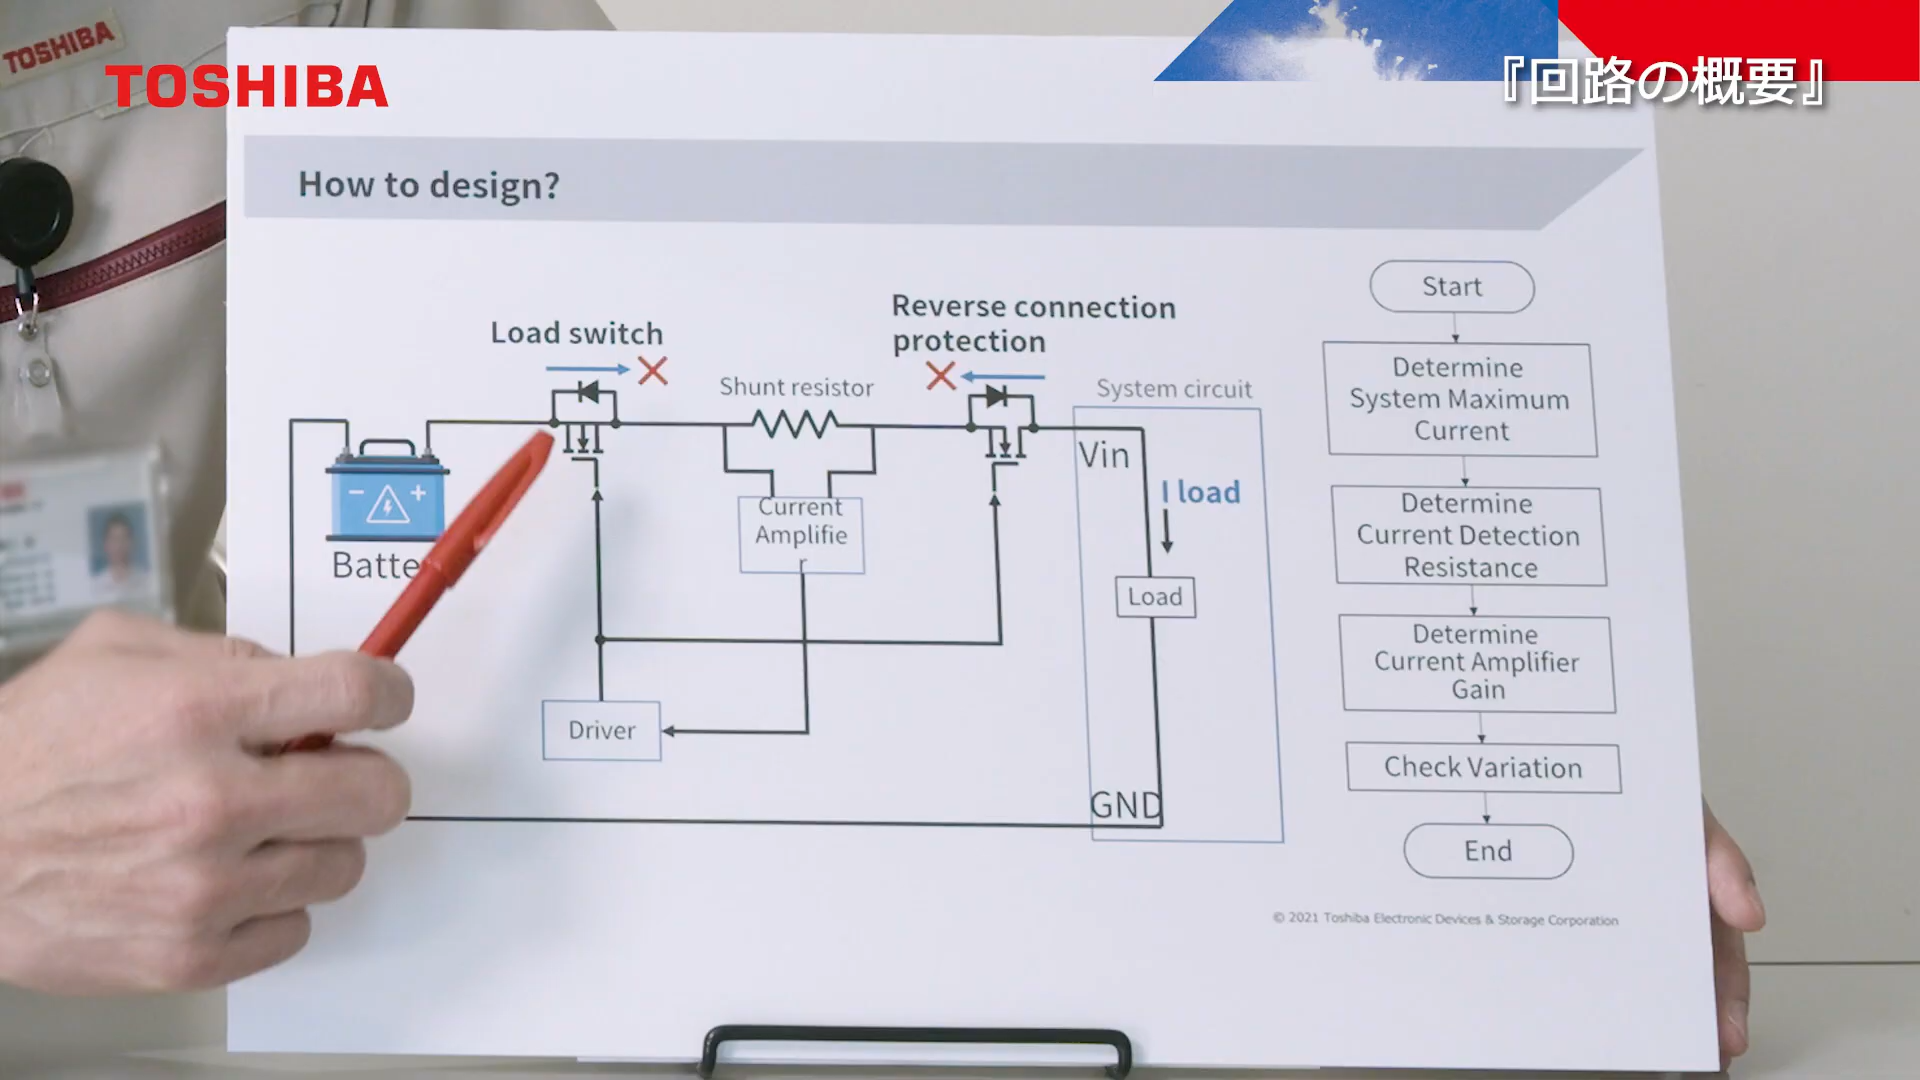 TOSHIBA
TOSHIBA
『回路の概要』
How to design?
Load switch
Reverse connection
protection
Shunt resistor
System circuit
Vin
I load
Current
Amplifie
r
Batte
Load
Driver
GND
Start
Determine
System Maximum
Current
Determine
Current Detection
Resistance
Determine
Current Amplifier
Gain
Check Variation
End
© 2021 Toshiba Electronic Devices & Storage Corporation